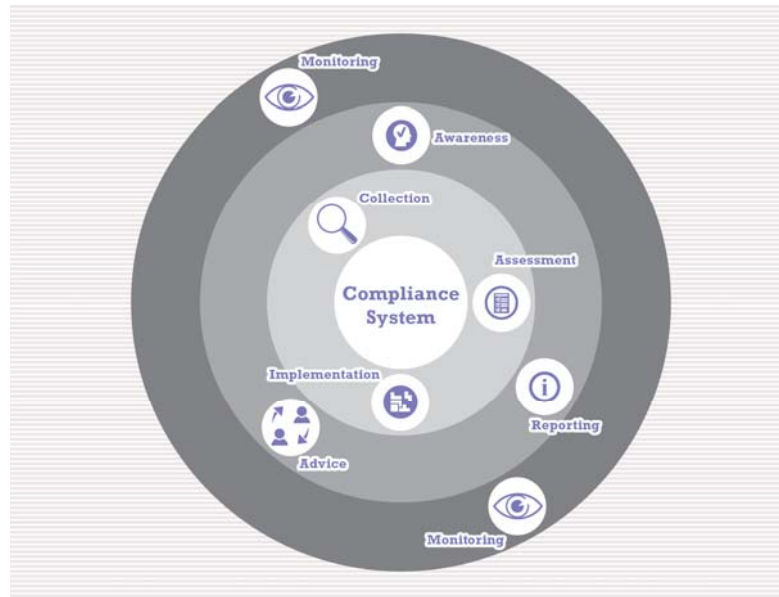 Monitoring
Awareness
Collection
Assessment
Compliance
System
Implementation
Reporting
Advice
Monitoring